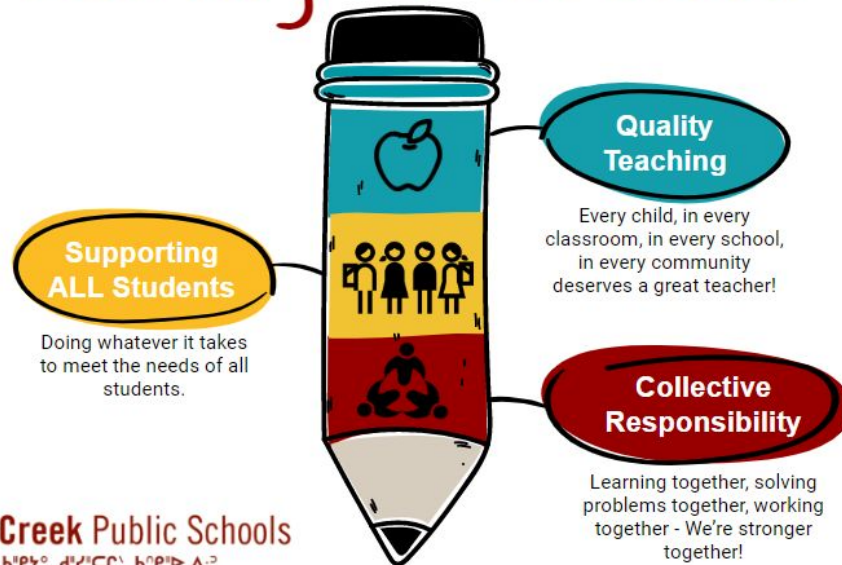 Quality
Teaching
Every child, in every
classroom, in every school,
in every community
deserves a great teacher!
Supporting
ALL Students
Doing whatever it takes
to meet the needs of all
students.
Collective
Responsibility
Learning together, solving
problems together, working
together - We're stronger
together!
Creek Public Schools